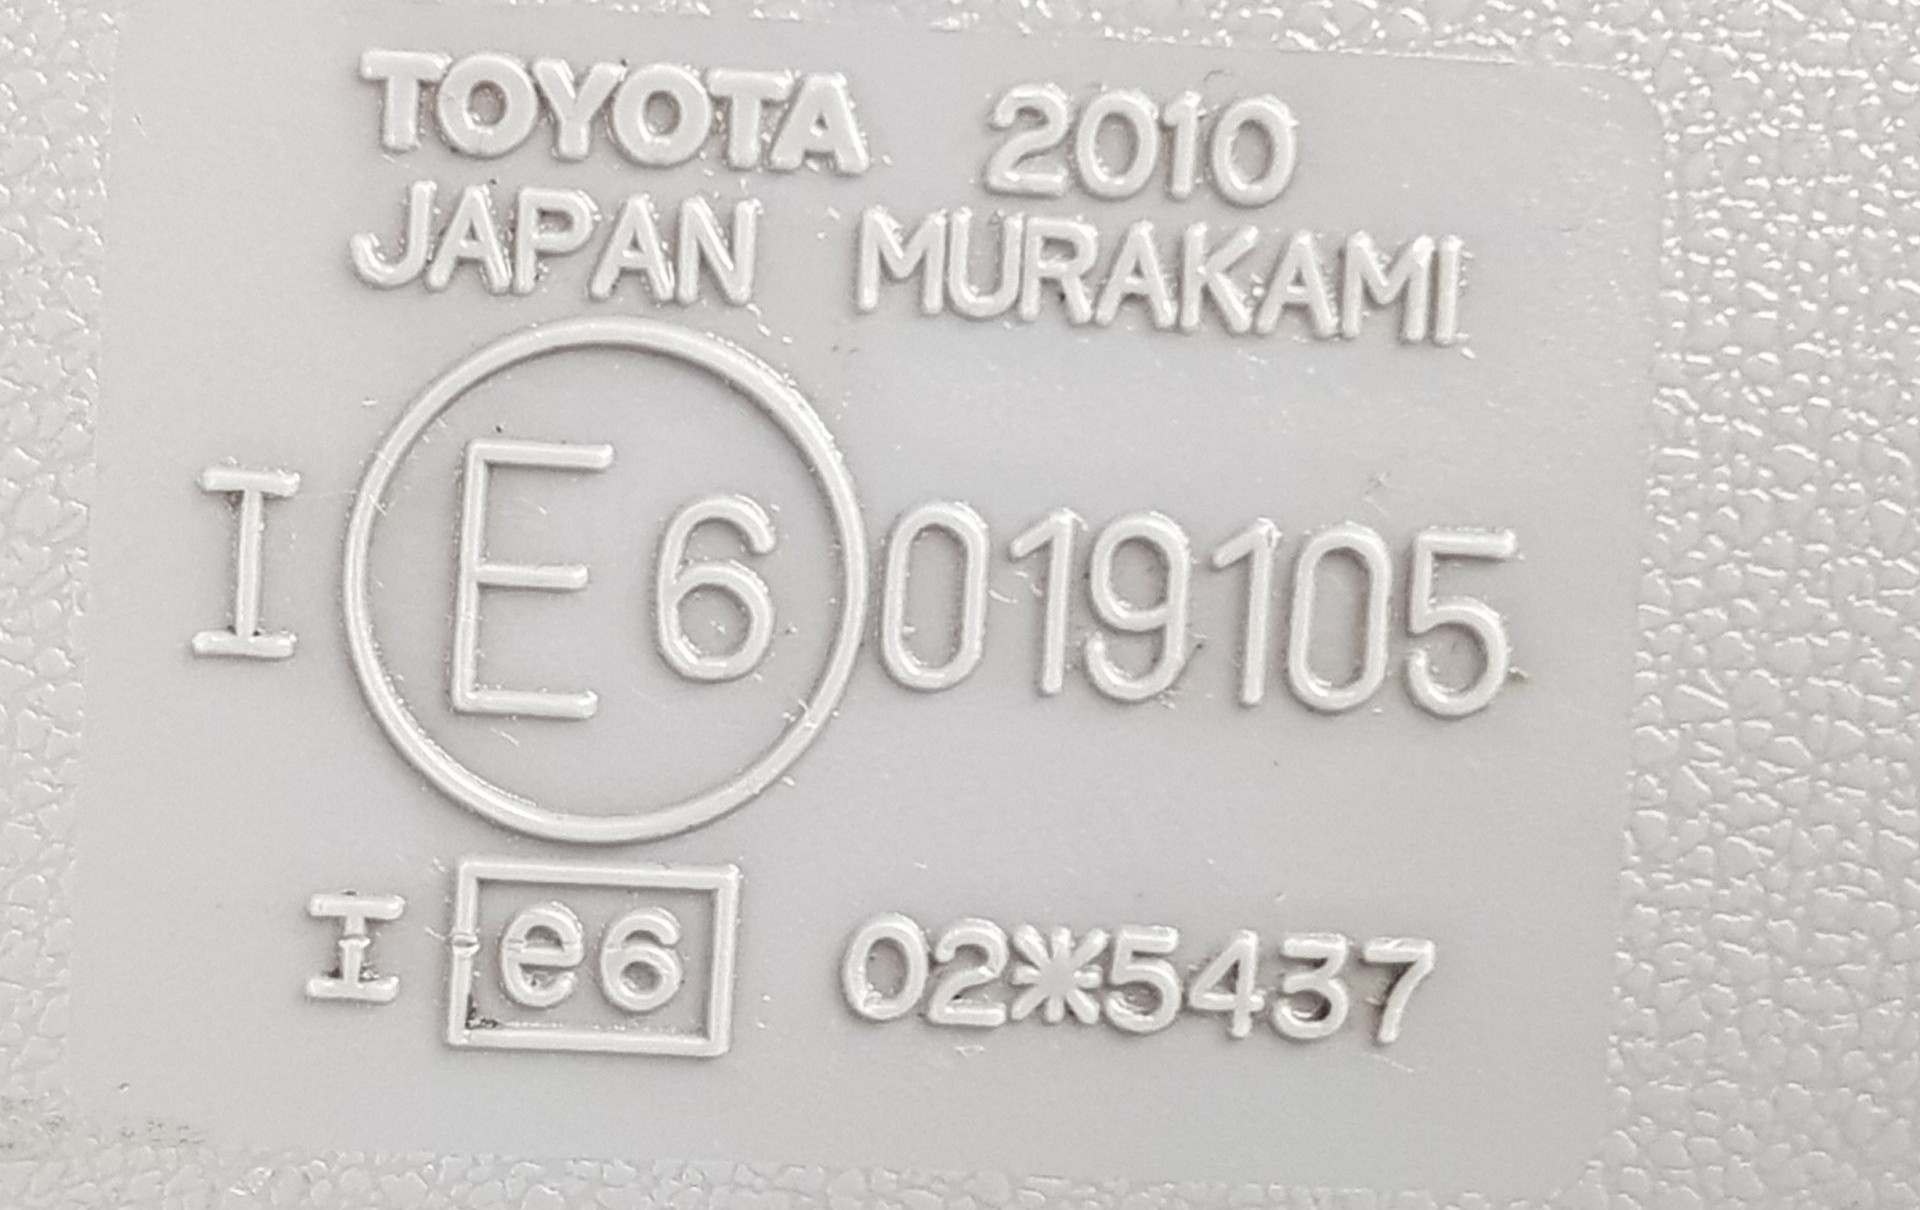 TOYOTA 2010
JAPAN MURAKAMI
I E6 019105
I e6 02*5437